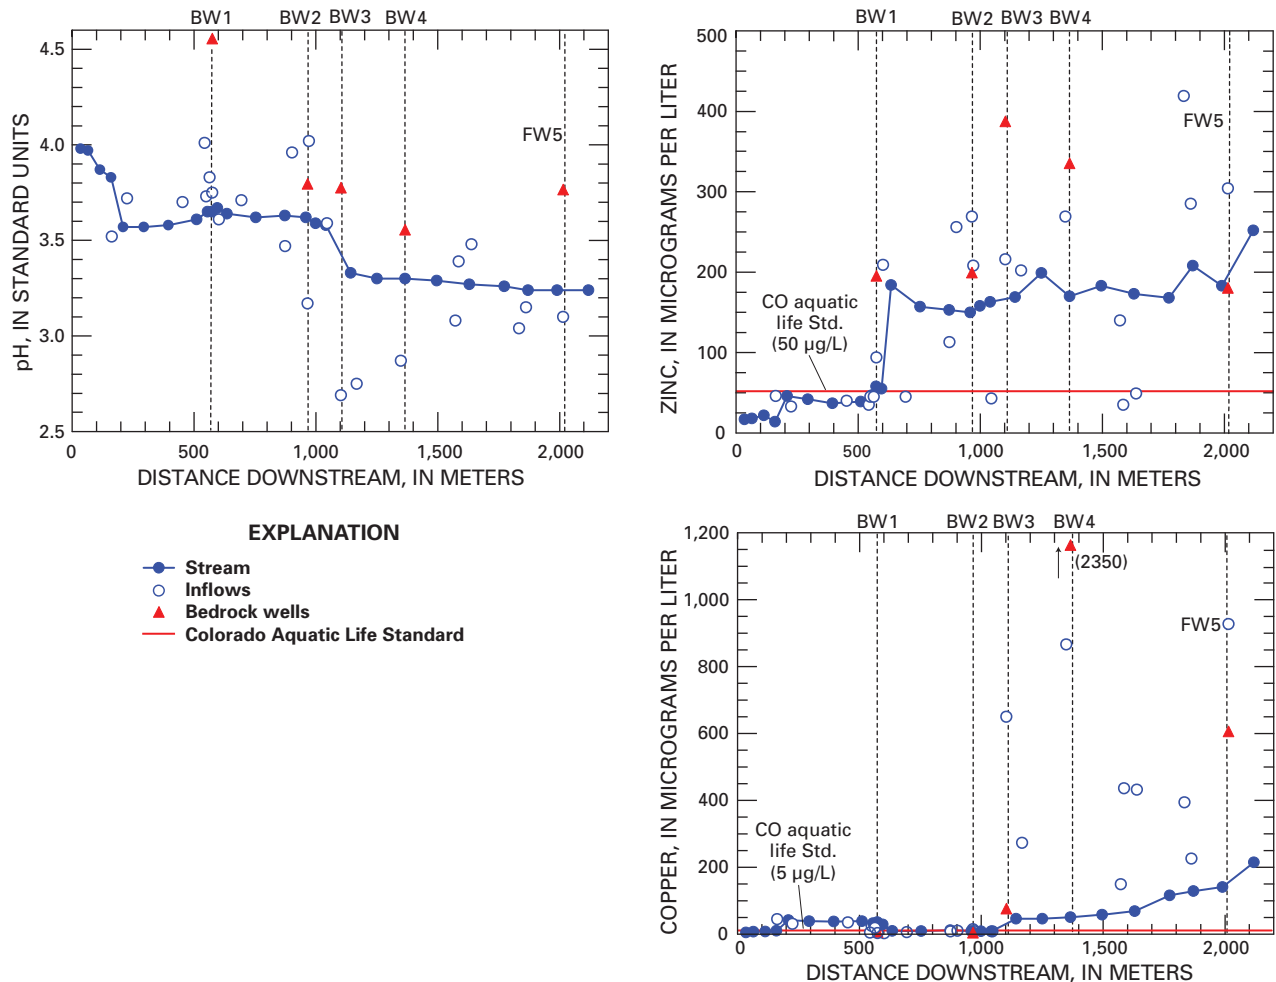 BW1
BW2
BW3
BW4
4.5
4.0
3.5
3.0
2.5
pH, IN STANDARD UNITS
FW5
0
500
1,000
1,500
2,000
DISTANCE DOWNSTREAM, IN METERS
BW1
BW2
BW3
BW4
500
400
300
200
100
0
ZINC, IN MICROGRAMS PER LITER
FW5
CO aquatic
life Std.
(50 µg/L)
0
500
1,000
1,500
2,000
DISTANCE DOWNSTREAM, IN METERS
EXPLANATION
Stream
Inflows
Bedrock wells
Colorado Aquatic Life Standard
BW1
BW2
BW3
BW4
1,200
1,000
800
600
400
200
0
COPPER, IN MICROGRAMS PER LITER
(2350)
FW5
CO aquatic
life Std.
(5 µg/L)
0
500
1,000
1,500
2,000
DISTANCE DOWNSTREAM, IN METERS